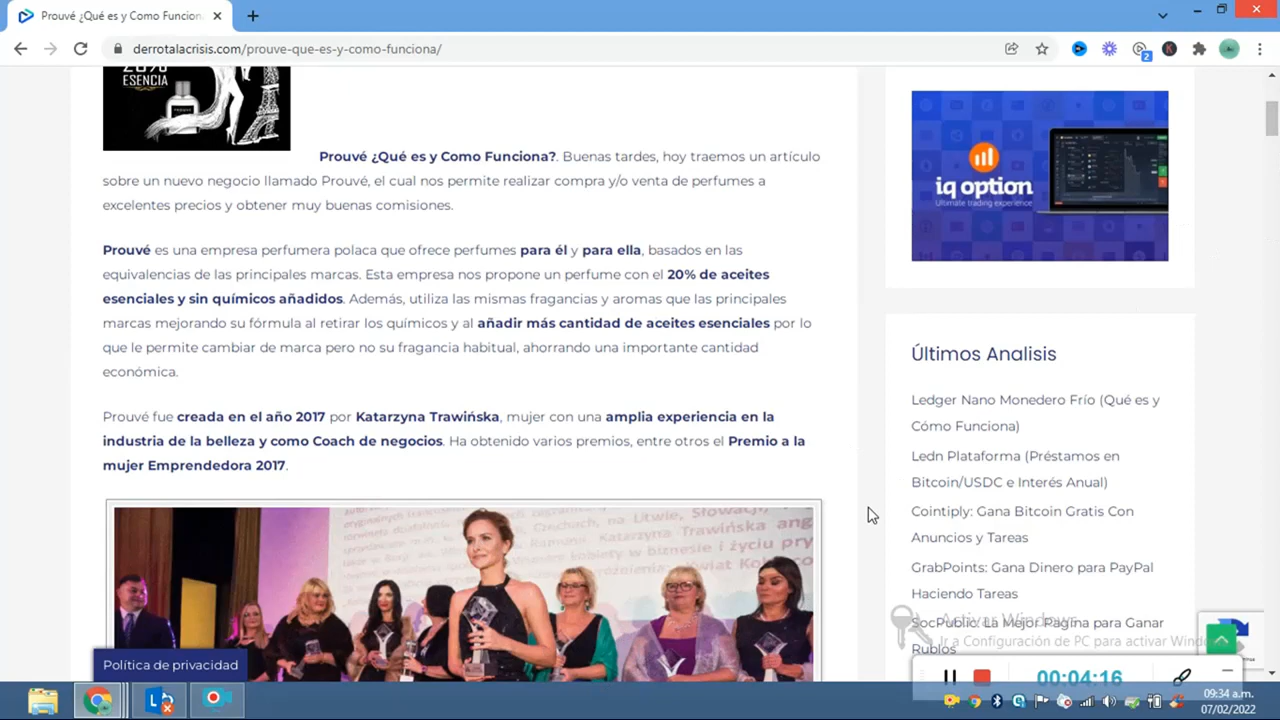 Prouvé ¿Qué es y Como Funcion
derrotalacrisis.com/prouve-que-es-y-como-funciona/
2
K
20%
ESENCIA
Prouvé ¿Qué es y Como Funciona?. Buenas tardes, hoy traemos un artículo
sobre un nuevo negocio llamado Prouvé, el cual nos permite realizar compra y/o venta de perfumes a
excelentes precios y obtener muy buenas comisiones.
Prouvé es una empresa perfumera polaca que ofrece perfumes para él y para ella, basados en las
equivalencias de las principales marcas. Esta empresa nos propone un perfume con el 20% de aceites
esenciales y sin químicos añadidos. Además, utiliza las mismas fragancias y aromas que las principales
marcas mejorando su fórmula al retirar los químicos y al añadir más cantidad de aceites esenciales por lo
que le permite cambiar de marca pero no su fragancia habitual, ahorrando una importante cantidad
económica.
Prouvé fue creada en el año 2017 por Katarzyna Trawińska, mujer con una amplia experiencia en la
industria de la belleza y como Coach de negocios. Ha obtenido varios premios, entre otros el Premio a la
mujer Emprendedora 2017.
Política de privacidad
iq option
Ultimate trading experience
Últimos Analisis
Ledger Nano Monedero Frío (Qué es y
Cómo Funciona)
Ledn Plataforma (Préstamos en
Bitcoin/USDC e Interés Anual)
Cointiply: Gana Bitcoin Gratis Con
Anuncios y Tareas
GrabPoints: Gana Dinero para PayPal
Haciendo Tareas
SocPublic: La Mejor Pagina para Ganar
Rublos
Activar Windows
Ir a Configuración de PC para activar Windo
00:04:16
09:34 a.m.
07/02/2022